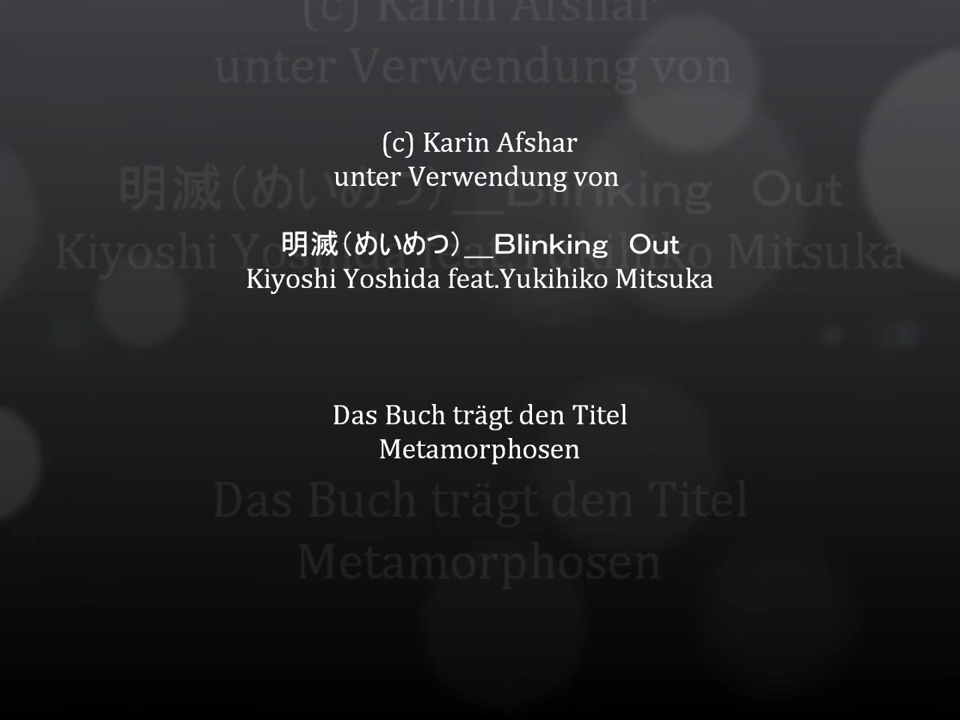 (c) Karin Afshar
unter Verwendung von
明滅(めいめつ)__Blinking Out
Kiyoshi Yoshida feat.Yukihiko Mitsuka
Das Buch trägt den Titel
Metamorphosen